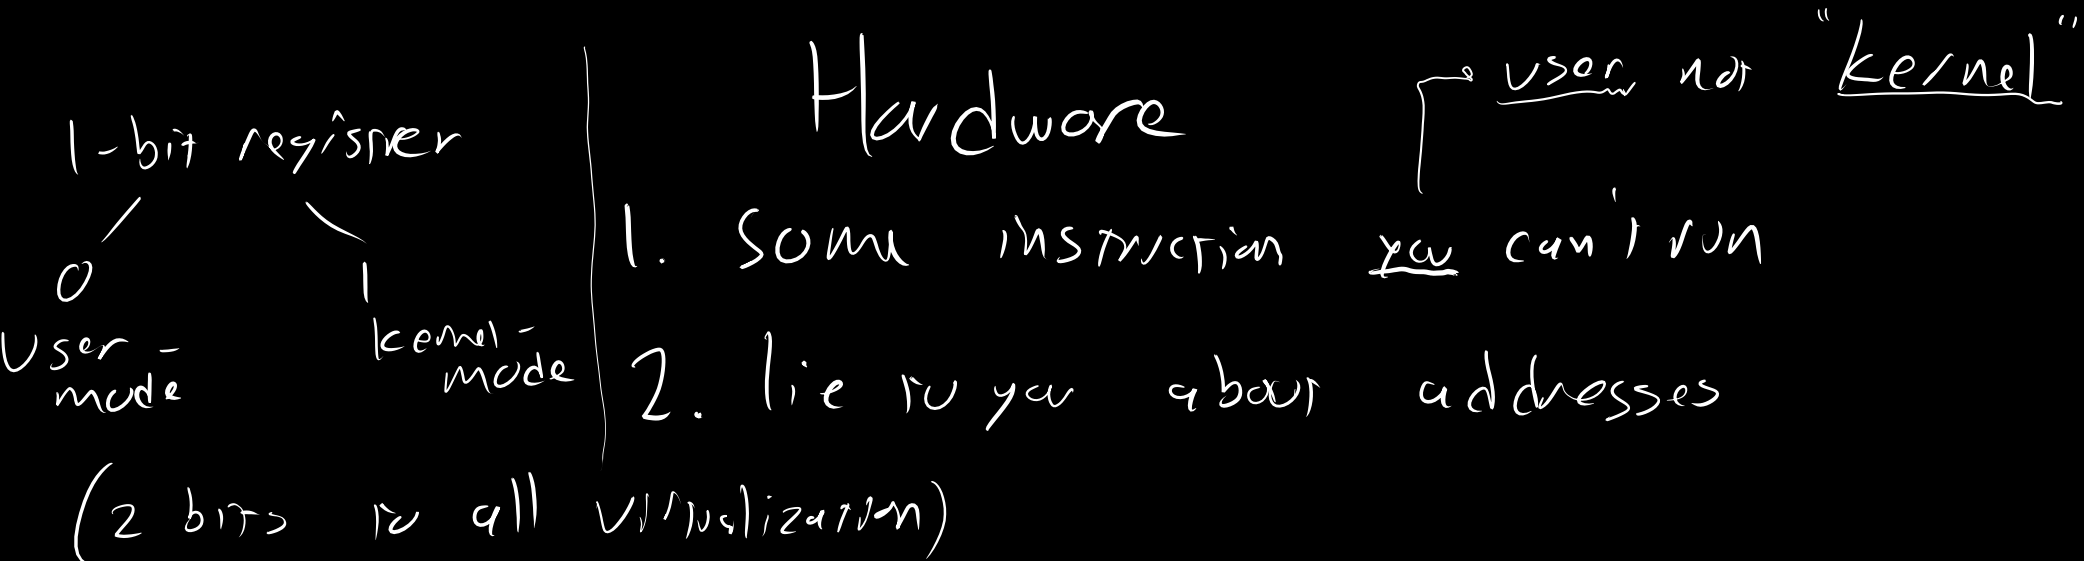 1-bit register
0
user-
mode
1
kernel-
mode
Hardware
user not "kernel"
1. Some instruction you can't run
2. lie to you about addresses
(2 bits to all virtualization)